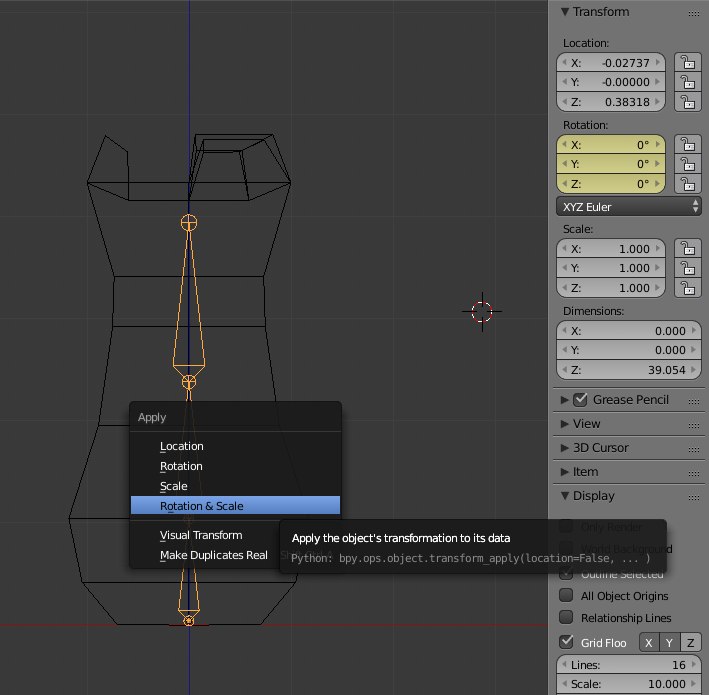 Transform
Location:
X: -0.02737
Y: -0.00000
Z: 0.38318
Rotation:
X: 0°
Y: 0°
Z: 0°
XYZ Euler
Scale:
X: 1.000
Y: 1.000
Z: 1.000
Dimensions:
X: 0.000
Y: 0.000
Z: 39.054
Grease Pencil
View
3D Cursor
Item
Display
Only Render
World Background
Outline Selected
All Object Origins
Relationship Lines
Grid Floo X Y Z
Lines: 16
Scale: 10.000
Apply
Location
Rotation
Scale
Rotation & Scale
Visual Transform
Make Duplicates Real
Apply the object's transformation to its data
Python: bpy.ops.object.transform_apply(location=False, ... )